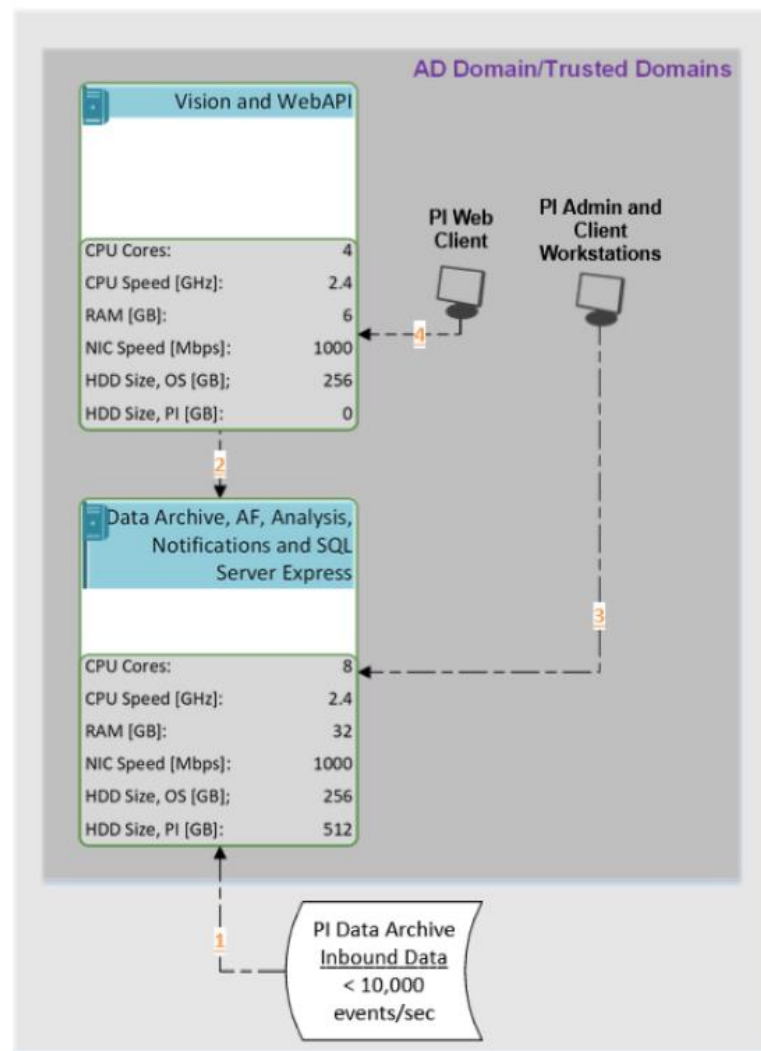 AD Domain/Trusted Domains
Vision and WebAPI
CPU Cores: 4
CPU Speed [GHz]: 2.4
RAM [GB]: 6
NIC Speed [Mbps]: 1000
HDD Size, OS [GB]; 256
HDD Size, PI [GB]: 0
PI Web
Client
PI Admin and
Client
Workstations
4
2
Data Archive, AF, Analysis,
Notifications and SQL
Server Express
3
CPU Cores: 8
CPU Speed [GHz]: 2.4
RAM [GB]: 32
NIC Speed [Mbps]: 1000
HDD Size, OS [GB]; 256
HDD Size, PI [GB]: 512
1
PI Data Archive
Inbound Data
< 10,000
events/sec